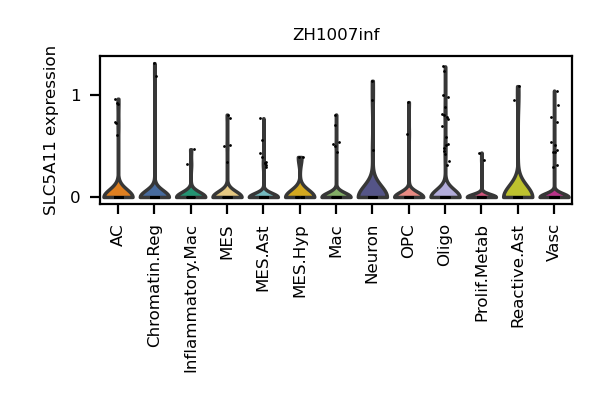 ZH1007inf
SLC5A11 expression
1
0
AC
Chromatin.Reg
Inflammatory.Mac
MES
MES.Ast
MES.Hyp
Mac
Neuron
OPC
Oligo
Prolif.Metab
Reactive.Ast
Vasc